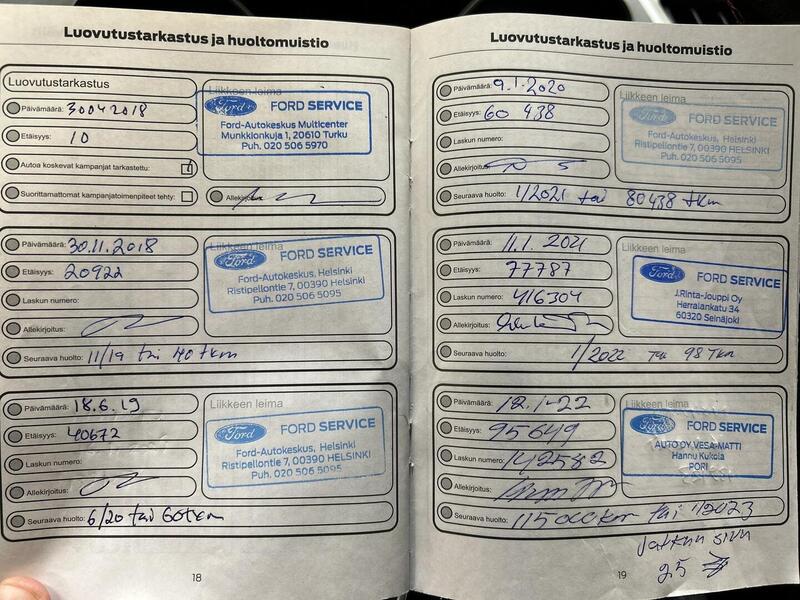 Luovutustarkastus ja huoltomuistio
Luovutustarkastus
Päivämäärä: 30.04.2018
Etäisyys: 10
Autoa koskevat kampanjat tarkastettu:
Suorittamattomat kampanjatoimenpiteet tehty:
Liikkeen leima
Ford FORD SERVICE
Ford-Autokeskus Multicenter
Munkkionkuja 1, 20610 Turku
Puh. 020 506 5970
Allekirjoitus:
Päivämäärä: 30.11.2018
Etäisyys: 20922
Laskun numero:
Allekirjoitus:
Seuraava huolto: 11/19 tai 40 tkm
Liikkeen leima
Ford FORD SERVICE
Ford-Autokeskus, Helsinki
Ristipellontie 7, 00390 HELSINKI
Puh. 020 506 5095
Päivämäärä: 18.6.19
Etäisyys: 40672
Laskun numero:
Allekirjoitus:
Seuraava huolto: 6/20 tai 60tkm
Liikkeen leima
Ford FORD SERVICE
Ford-Autokeskus, Helsinki
Ristipellontie 7, 00390 HELSINKI
Puh. 020 506 5095
18
Luovutustarkastus ja huoltomuistio
Päivämäärä: 9.1.2020
Etäisyys: 60 438
Laskun numero:
Allekirjoitus:
Seuraava huolto: 1/2021 tai 80438 tkm
Liikkeen leima
Ford FORD SERVICE
Ford-Autokeskus, Helsinki
Ristipellontie 7, 00390 HELSINKI
Puh. 020 506 5095
Päivämäärä: 11.1.2021
Etäisyys: 77787
Laskun numero: 416304
Allekirjoitus:
Seuraava huolto: 1/2022 tai 98 Tkm
Liikkeen leima
Ford FORD SERVICE
J.Rinta-Jouppi Oy
Herralankatu 34
60320 Seinäjoki
Päivämäärä: 12.1-22
Etäisyys: 95649
Laskun numero: 142582
Allekirjoitus:
Seuraava huolto: 115000km tai 1/2023
Liikkeen leima
Ford FORD SERVICE
AUTO OY VESA-MATTI
Hannu Kukola
PORI
Jatkuu sivu
25
19